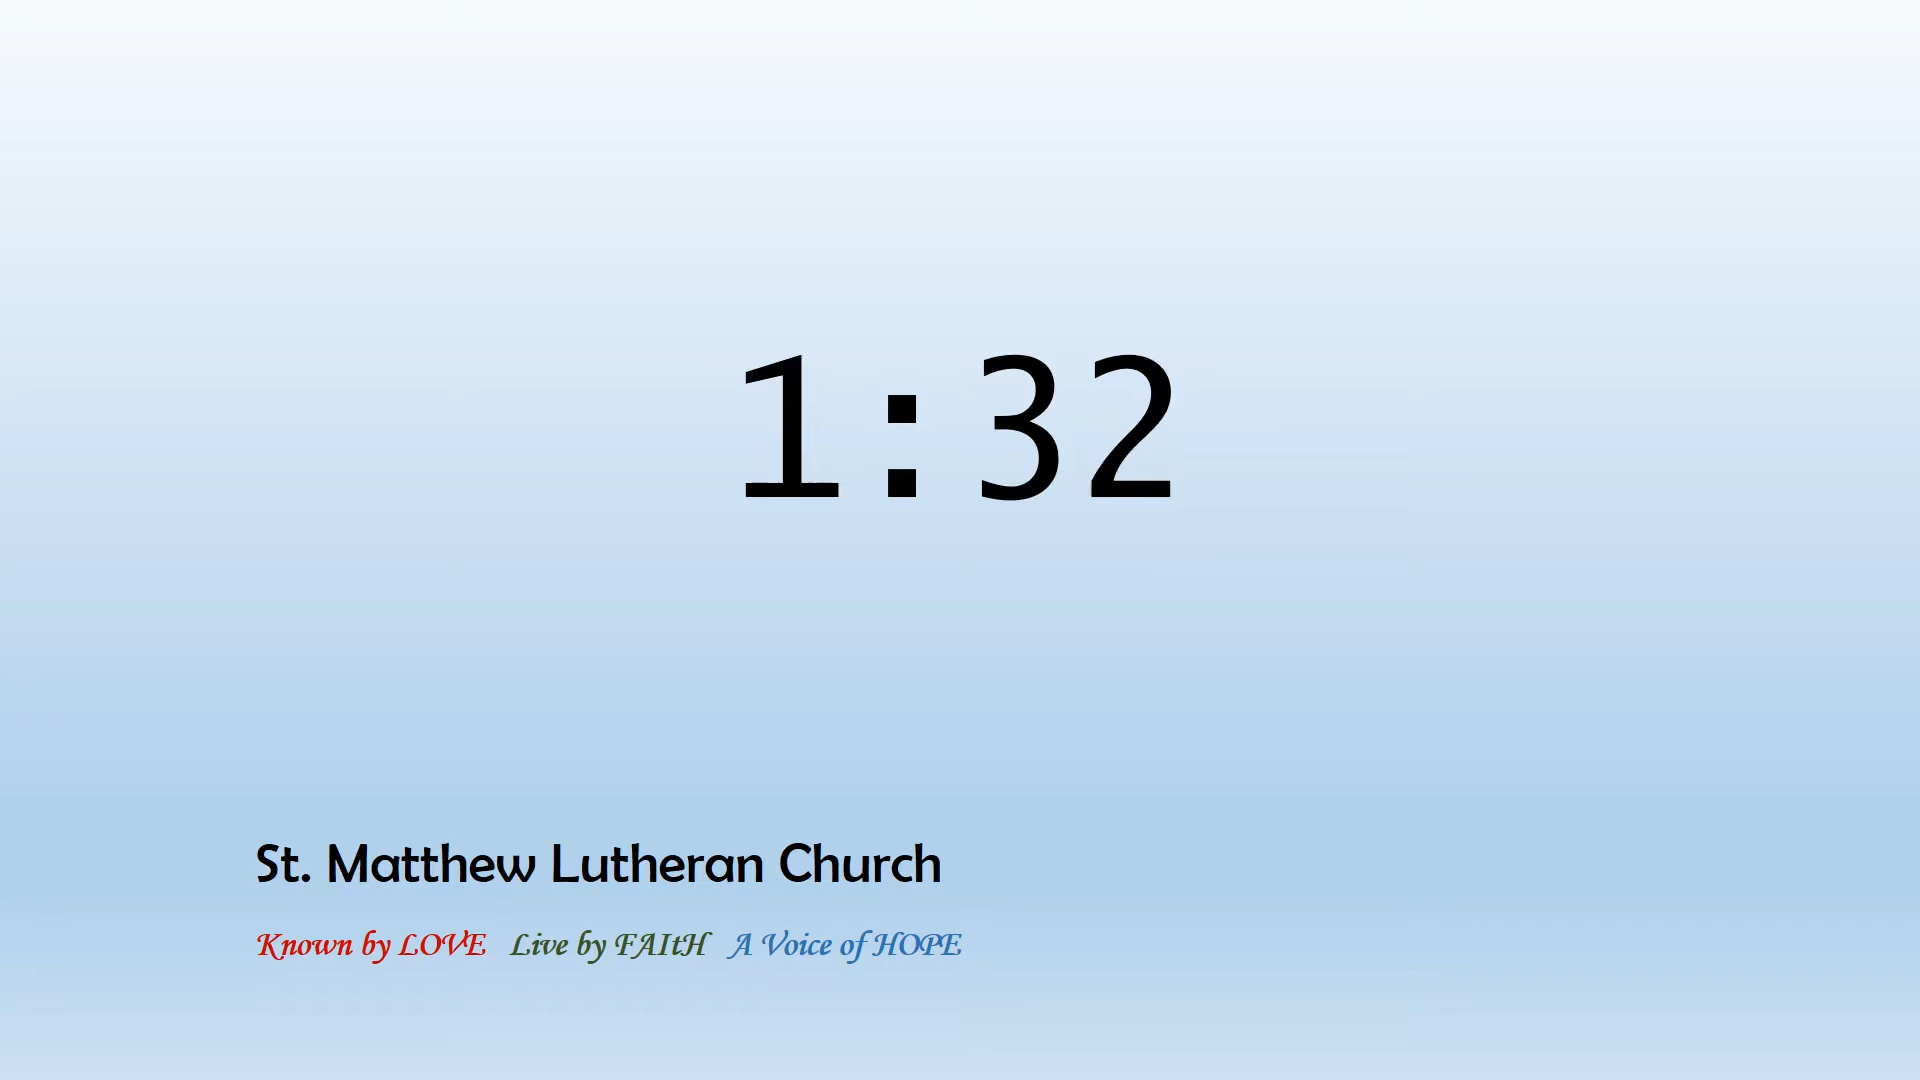 1:32
St. Matthew Lutheran Church
Known by LOVE Live by FAItH A Voice of HOPE